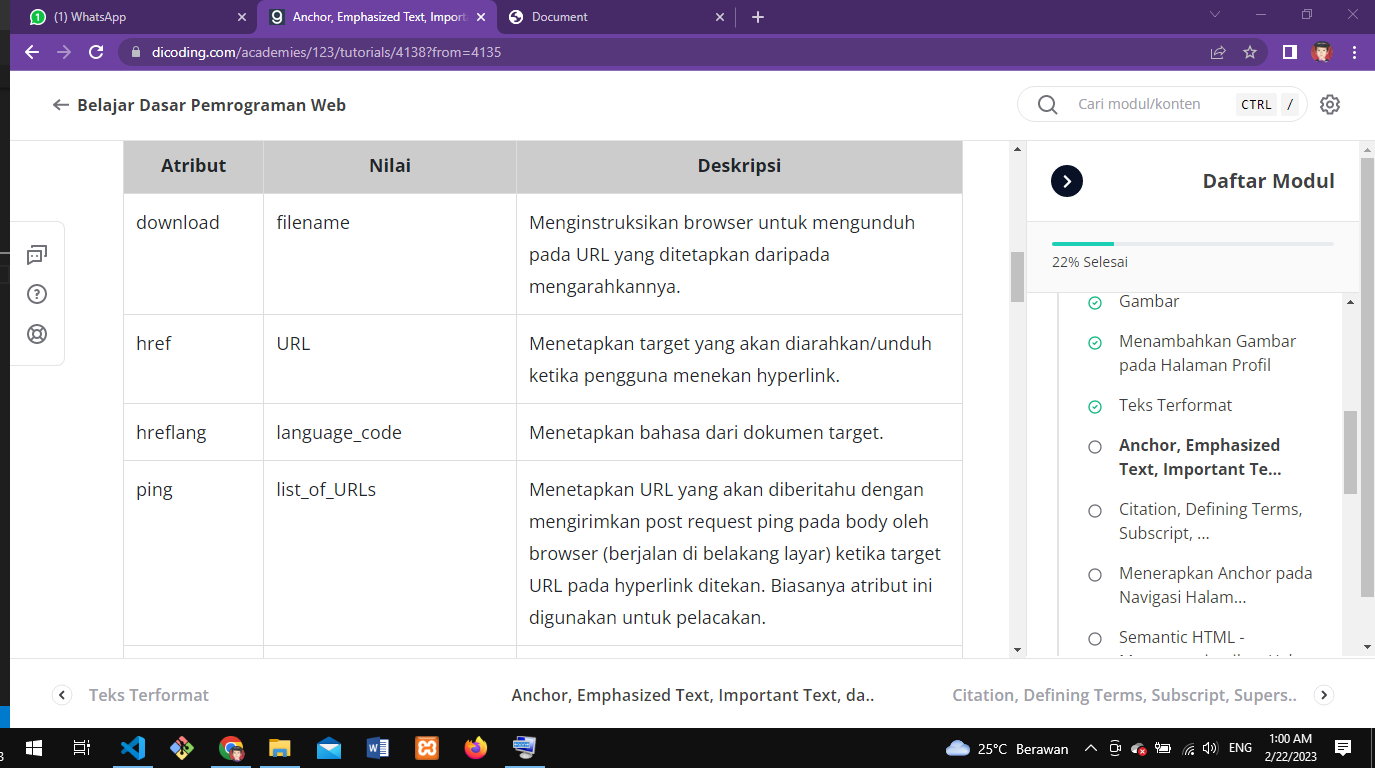 (1) WhatsApp
Anchor, Emphasized Text, Import
Document
dicoding.com/academies/123/tutorials/4138?from=4135
Belajar Dasar Pemrograman Web
Cari modul/konten
CTRL /
Atribut Nilai Deskripsi
download filename Menginstruksikan browser untuk mengunduh
pada URL yang ditetapkan daripada
mengarahkannya.
href URL Menetapkan target yang akan diarahkan/unduh
ketika pengguna menekan hyperlink.
hreflang language_code Menetapkan bahasa dari dokumen target.
ping list_of_URLs Menetapkan URL yang akan diberitahu dengan
mengirimkan post request ping pada body oleh
browser (berjalan di belakang layar) ketika target
URL pada hyperlink ditekan. Biasanya atribut ini
digunakan untuk pelacakan.
Daftar Modul
22% Selesai
Gambar
Menambahkan Gambar
pada Halaman Profil
Teks Terformat
Anchor, Emphasized
Text, Important Te...
Citation, Defining Terms,
Subscript, ...
Menerapkan Anchor pada
Navigasi Halam...
Semantic HTML -
Teks Terformat
Anchor, Emphasized Text, Important Text, da..
Citation, Defining Terms, Subscript, Supers..
25°C Berawan
ENG
1:00 AM
2/22/2023